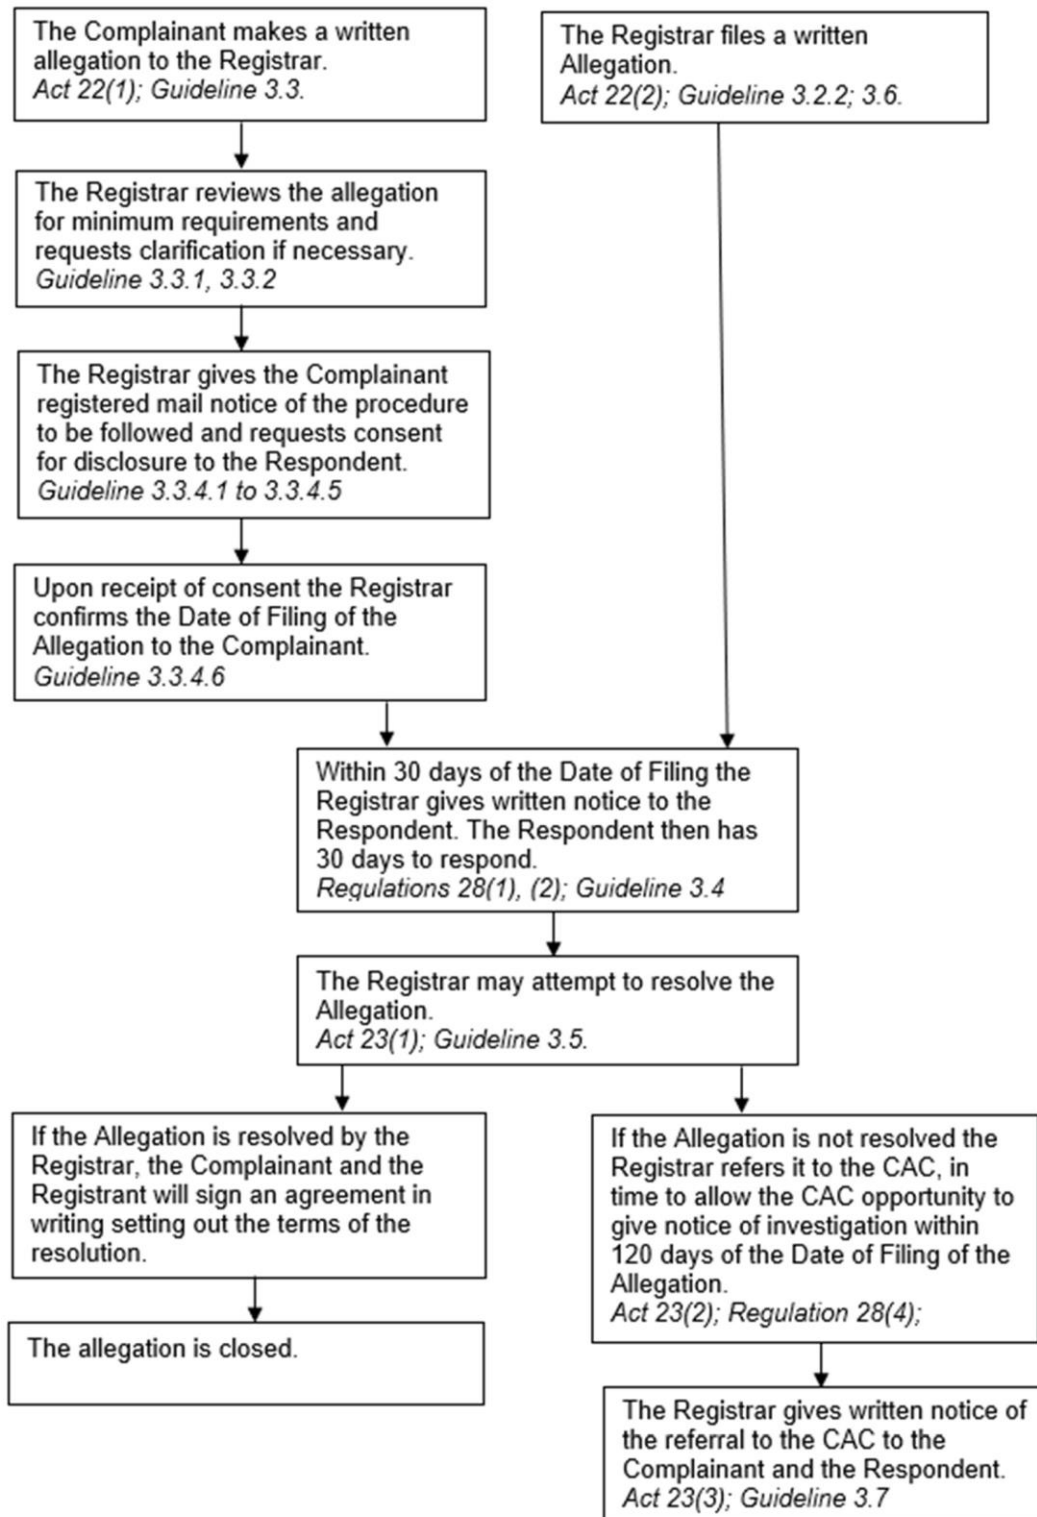 The Complainant makes a written
allegation to the Registrar.
Act 22(1); Guideline 3.3.
The Registrar files a written
Allegation.
Act 22(2); Guideline 3.2.2; 3.6.
The Registrar reviews the allegation
for minimum requirements and
requests clarification if necessary.
Guideline 3.3.1, 3.3.2
The Registrar gives the Complainant
registered mail notice of the procedure
to be followed and requests consent
for disclosure to the Respondent.
Guideline 3.3.4.1 to 3.3.4.5
Upon receipt of consent the Registrar
confirms the Date of Filing of the
Allegation to the Complainant.
Guideline 3.3.4.6
Within 30 days of the Date of Filing the
Registrar gives written notice to the
Respondent. The Respondent then has
30 days to respond.
Regulations 28(1), (2); Guideline 3.4
The Registrar may attempt to resolve the
Allegation.
Act 23(1); Guideline 3.5.
If the Allegation is resolved by the
Registrar, the Complainant and the
Registrant will sign an agreement in
writing setting out the terms of the
resolution.
If the Allegation is not resolved the
Registrar refers it to the CAC, in
time to allow the CAC opportunity to
give notice of investigation within
120 days of the Date of Filing of the
Allegation.
Act 23(2); Regulation 28(4);
The allegation is closed.
The Registrar gives written notice of
the referral to the CAC to the
Complainant and the Respondent.
Act 23(3); Guideline 3.7